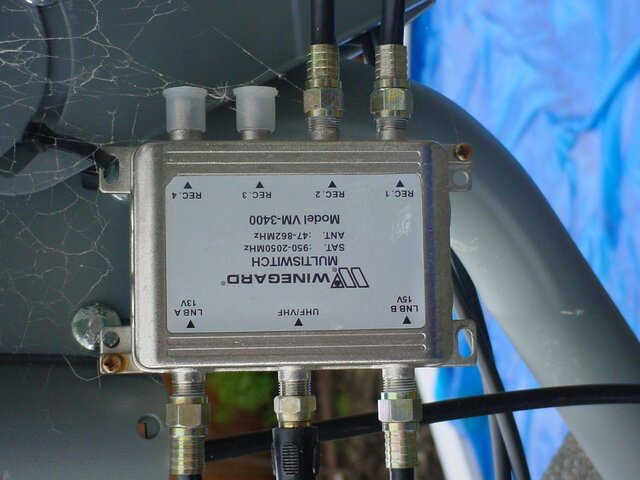 LNB B
15V
UHF/VHF
LNB A
13V
WINEGARD®
MULTISWITCH
SAT. :950-2050MHz
ANT. :47-862MHz
Model VM-3400
REC. 1
REC. 2
REC. 3
REC. 4